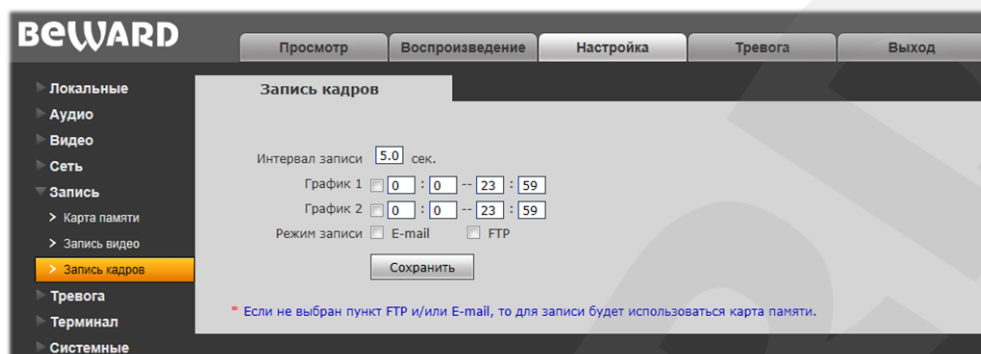 BEWARD
Просмотр Воспроизведение Настройка Тревога Выход
Локальные
Аудио
Видео
Сеть
Запись
> Карта памяти
> Запись видео
> Запись кадров
Тревога
Терминал
Системные
Запись кадров
Интервал записи 5.0 сек.
График 1 0 : 0 -- 23 : 59
График 2 0 : 0 -- 23 : 59
Режим записи E-mail FTP
Сохранить
* Если не выбран пункт FTP и/или E-mail, то для записи будет использоваться карта памяти.